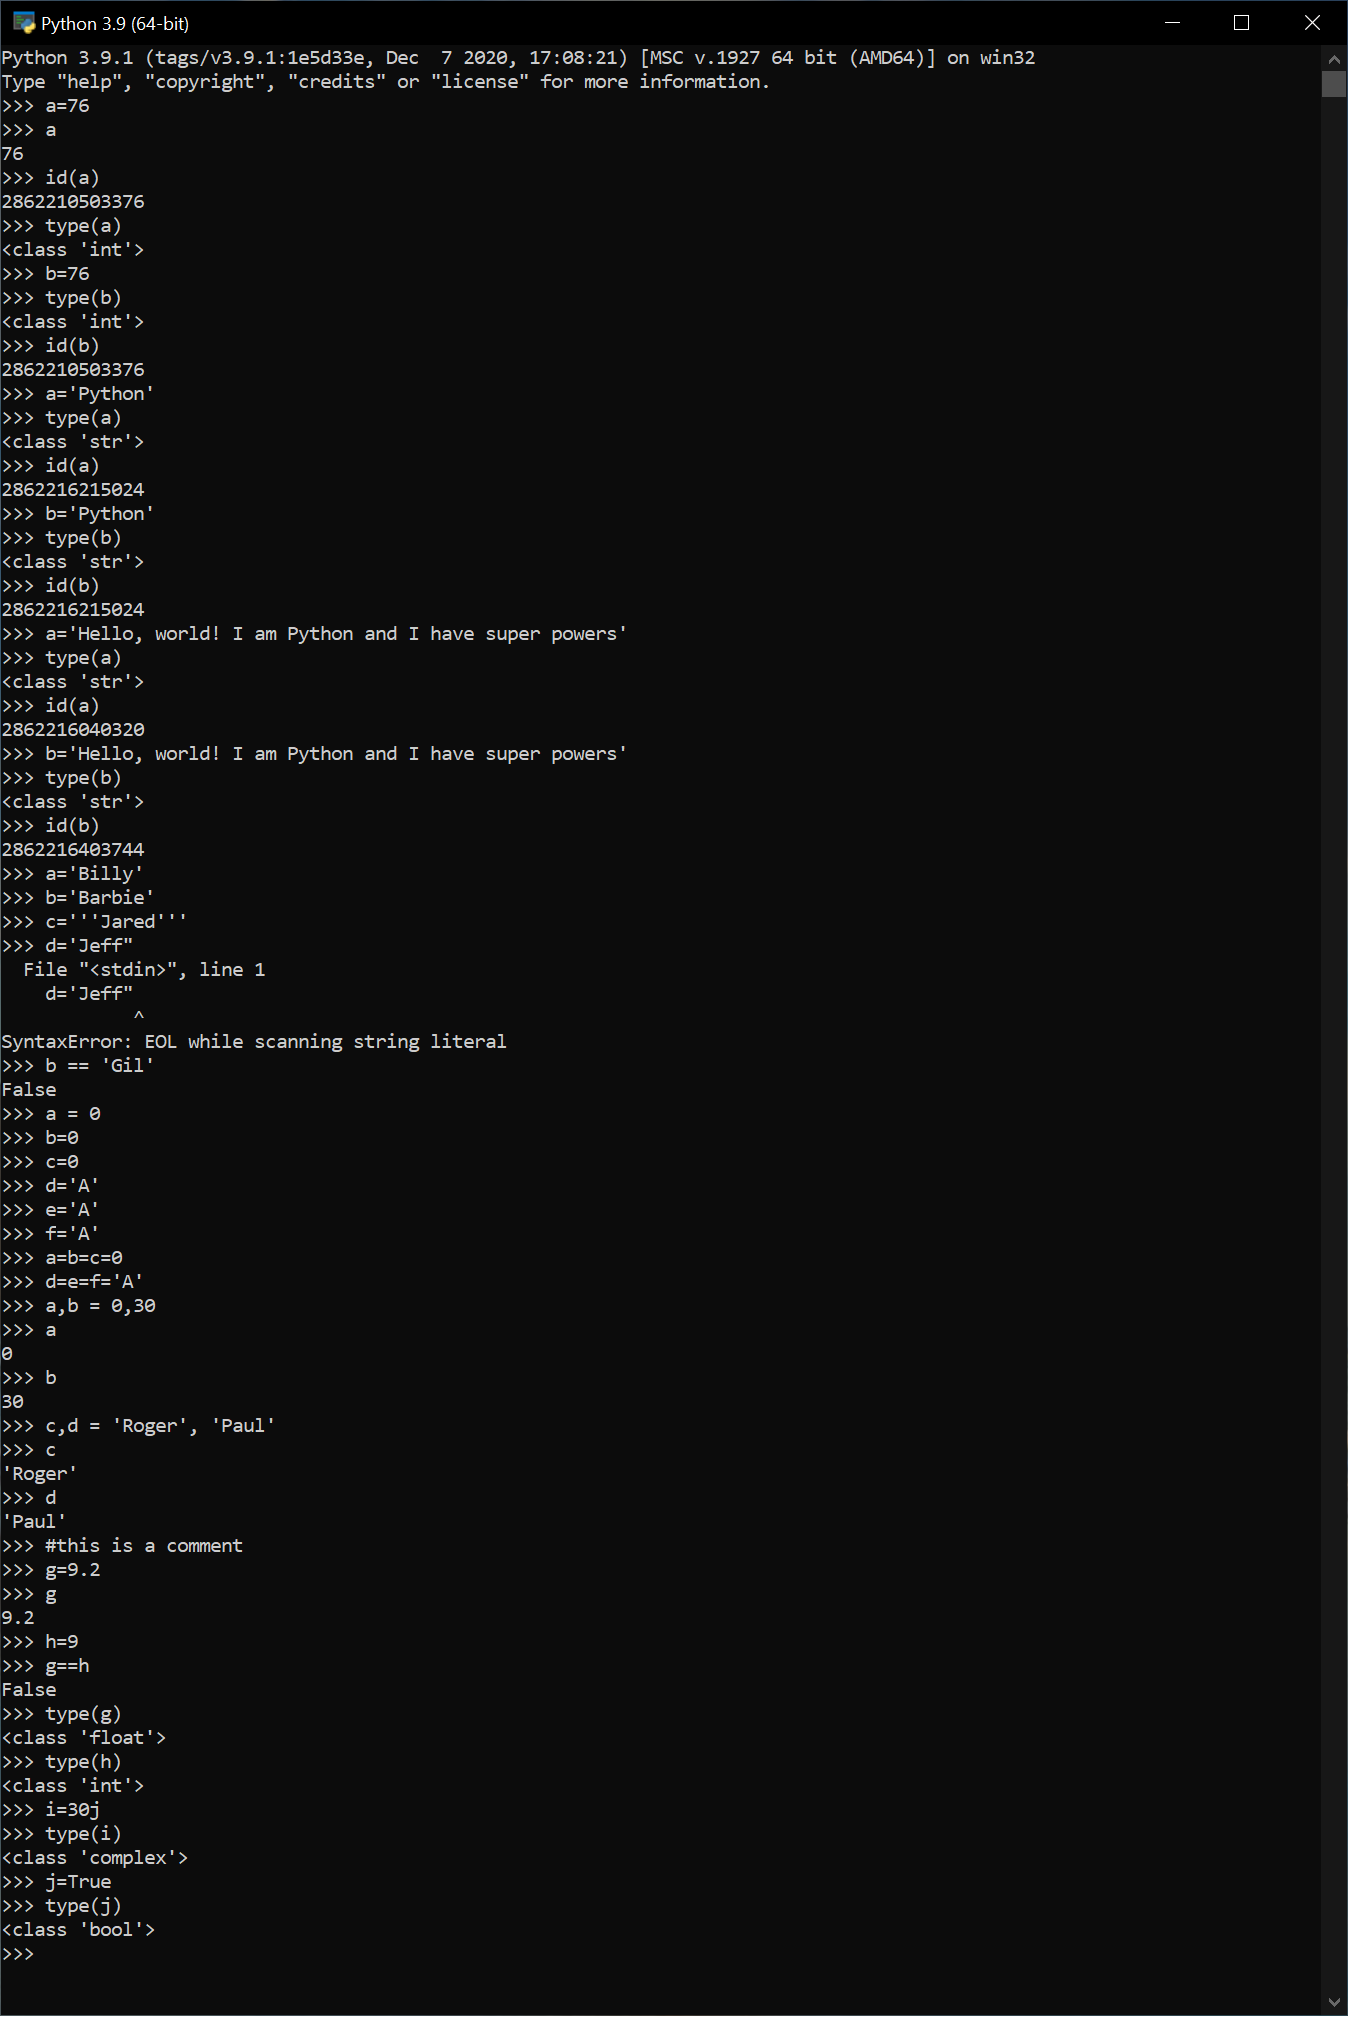 Python 3.9 (64-bit)
Python 3.9.1 (tags/v3.9.1:1e5d33e, Dec  7 2020, 17:08:21) [MSC v.1927 64 bit (AMD64)] on win32
Type "help", "copyright", "credits" or "license" for more information.
>>> a=76
>>> a
76
>>> id(a)
2862210503376
>>> type(a)
<class 'int'>
>>> b=76
>>> type(b)
<class 'int'>
>>> id(b)
2862210503376
>>> a='Python'
>>> type(a)
<class 'str'>
>>> id(a)
2862216215024
>>> b='Python'
>>> type(b)
<class 'str'>
>>> id(b)
2862216215024
>>> a='Hello, world! I am Python and I have super powers'
>>> type(a)
<class 'str'>
>>> id(a)
2862216040320
>>> b='Hello, world! I am Python and I have super powers'
>>> type(b)
<class 'str'>
>>> id(b)
2862216403744
>>> a='Billy'
>>> b='Barbie'
>>> c='''Jared'''
>>> d='Jeff"
  File "<stdin>", line 1
    d='Jeff"
            ^
SyntaxError: EOL while scanning string literal
>>> b == 'Gil'
False
>>> a = 0
>>> b=0
>>> c=0
>>> d='A'
>>> e='A'
>>> f='A'
>>> a=b=c=0
>>> d=e=f='A'
>>> a,b = 0,30
>>> a
0
>>> b
30
>>> c,d = 'Roger', 'Paul'
>>> c
'Roger'
>>> d
'Paul'
>>> #this is a comment
>>> g=9.2
>>> g
9.2
>>> h=9
>>> g==h
False
>>> type(g)
<class 'float'>
>>> type(h)
<class 'int'>
>>> i=30j
>>> type(i)
<class 'complex'>
>>> j=True
>>> type(j)
<class 'bool'>
>>>